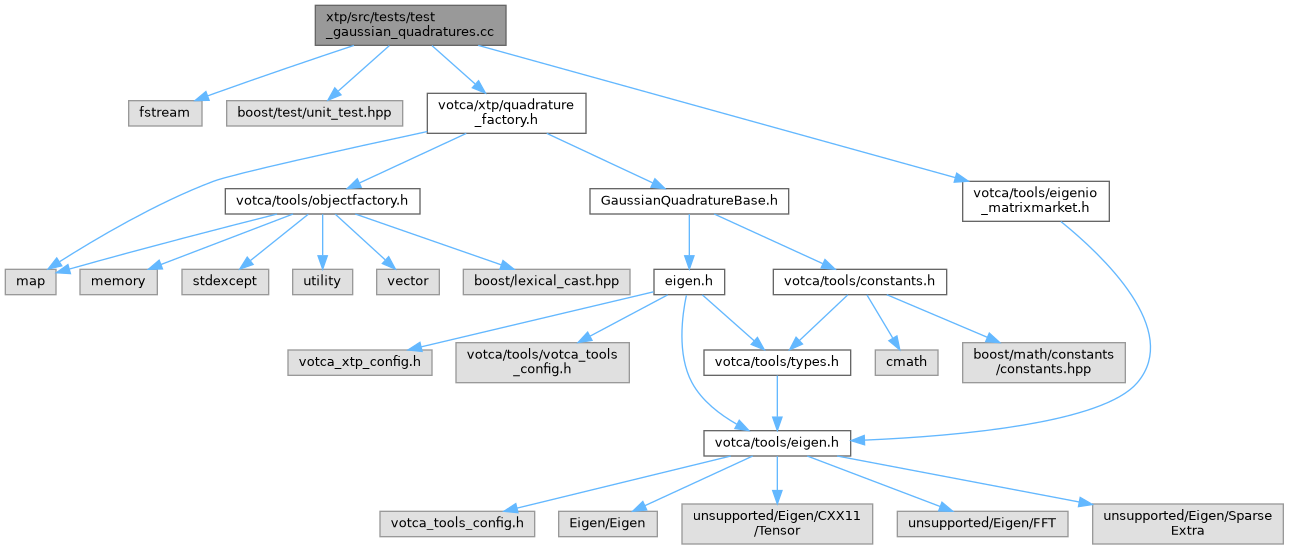 xtp/src/tests/test
_gaussian_quadratures.cc
fstream
boost/test/unit_test.hpp
votca/xtp/quadrature
_factory.h
votca/tools/objectfactory.h
GaussianQuadratureBase.h
votca/tools/eigenio
_matrixmarket.h
map
memory
stdexcept
utility
vector
boost/lexical_cast.hpp
eigen.h
votca/tools/constants.h
votca_xtp_config.h
votca/tools/votca_tools
_config.h
votca/tools/types.h
cmath
boost/math/constants
/constants.hpp
votca/tools/eigen.h
votca_tools_config.h
Eigen/Eigen
unsupported/Eigen/CXX11
/Tensor
unsupported/Eigen/FFT
unsupported/Eigen/Sparse
Extra